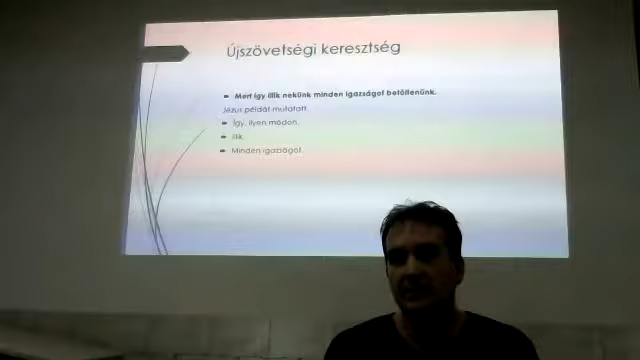 Újszövetségi keresztség
Mert így illik nekünk minden igazságot betöltenünk.
Jézus példát mutatott.
Így, ilyen módon.
Illik.
Minden igazságot.